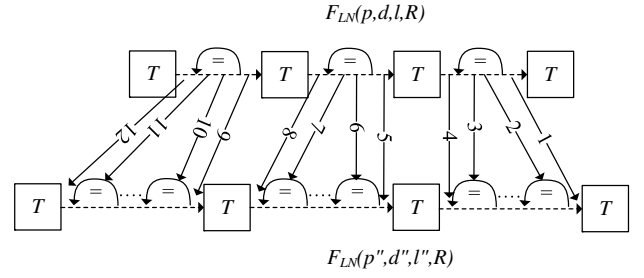 F_LN(p,d,l,R)
= = =
T T T T
12 11 10 9 8 7 6 5 4 3 2 1
= ..... = = ..... = = ..... =
T T T T
F_LN(p",d",l",R)